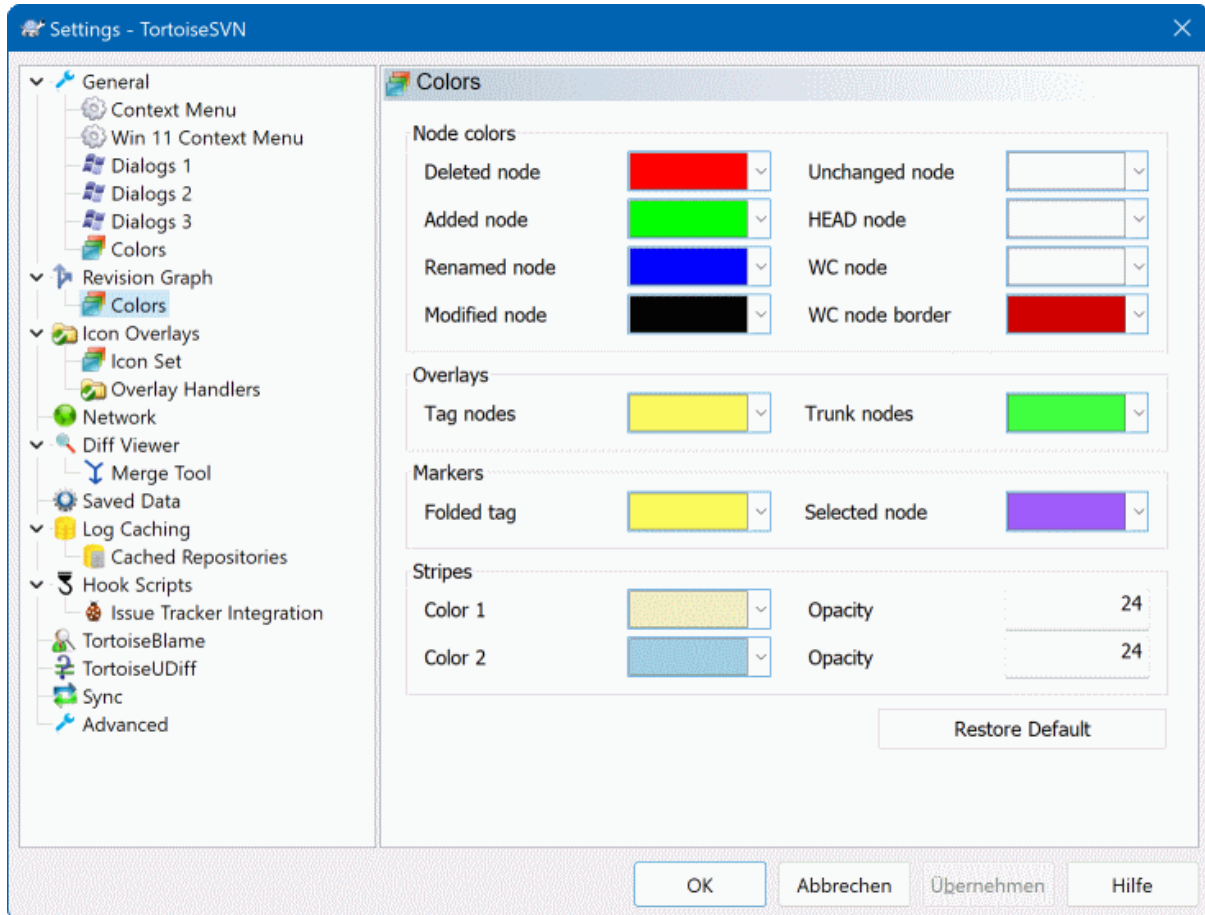 Settings - TortoiseSVN
General
Context Menu
Win 11 Context Menu
Dialogs 1
Dialogs 2
Dialogs 3
Colors
Revision Graph
Colors
Icon Overlays
Icon Set
Overlay Handlers
Network
Diff Viewer
Merge Tool
Saved Data
Log Caching
Cached Repositories
Hook Scripts
Issue Tracker Integration
TortoiseBlame
TortoiseUDiff
Sync
Advanced
Colors
Node colors
Deleted node Unchanged node
Added node HEAD node
Renamed node WC node
Modified node WC node border
Overlays
Tag nodes Trunk nodes
Markers
Folded tag Selected node
Stripes
Color 1 Opacity 24
Color 2 Opacity 24
Restore Default
OK Abbrechen Übernehmen Hilfe